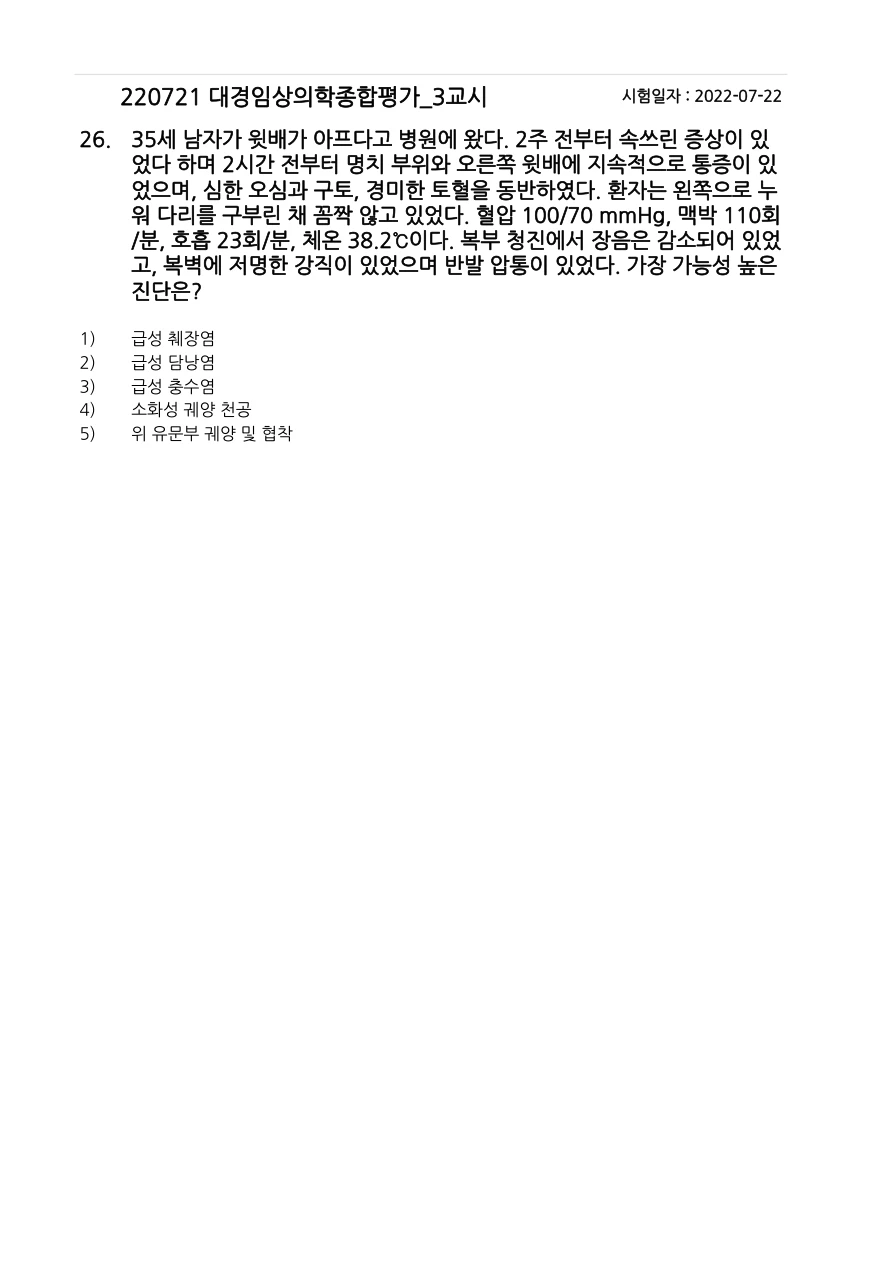 220721 대경임상의학종합평가_3교시 시험일자 : 2022-07-22
26. 35세 남자가 윗배가 아프다고 병원에 왔다. 2주 전부터 속쓰린 증상이 있
었다 하며 2시간 전부터 명치 부위와 오른쪽 윗배에 지속적으로 통증이 있
었으며, 심한 오심과 구토, 경미한 토혈을 동반하였다. 환자는 왼쪽으로 누
워 다리를 구부린 채 꼼짝 않고 있었다. 혈압 100/70 mmHg, 맥박 110회
/분, 호흡 23회/분, 체온 38.2℃이다. 복부 청진에서 장음은 감소되어 있었
고, 복벽에 저명한 강직이 있었으며 반발 압통이 있었다. 가장 가능성 높은
진단은?
1) 급성 췌장염
2) 급성 담낭염
3) 급성 충수염
4) 소화성 궤양 천공
5) 위 유문부 궤양 및 협착